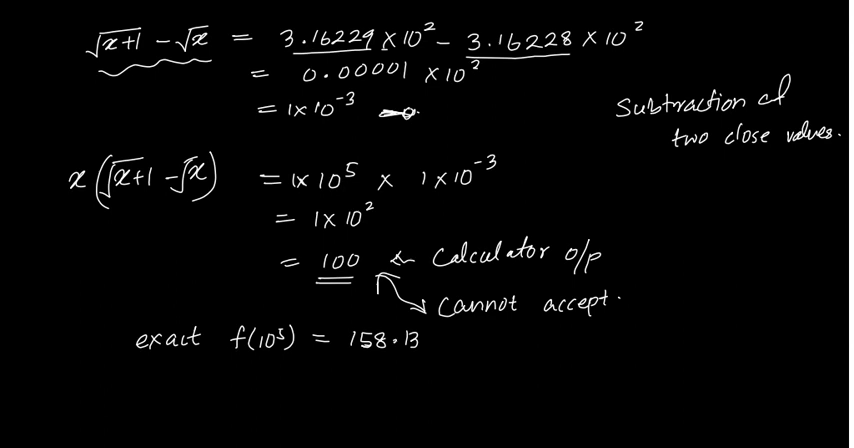 √x+1 − √x = 3.16229 × 10² − 3.16228 × 10²
= 0.00001 × 10²
= 1 × 10⁻³
Subtraction of
two close values.
x(√x+1 − √x) = 1 × 10⁵ × 1 × 10⁻³
= 1 × 10²
= 100 ← Calculator o/p
Cannot accept.
exact f(10⁵) = 158.13